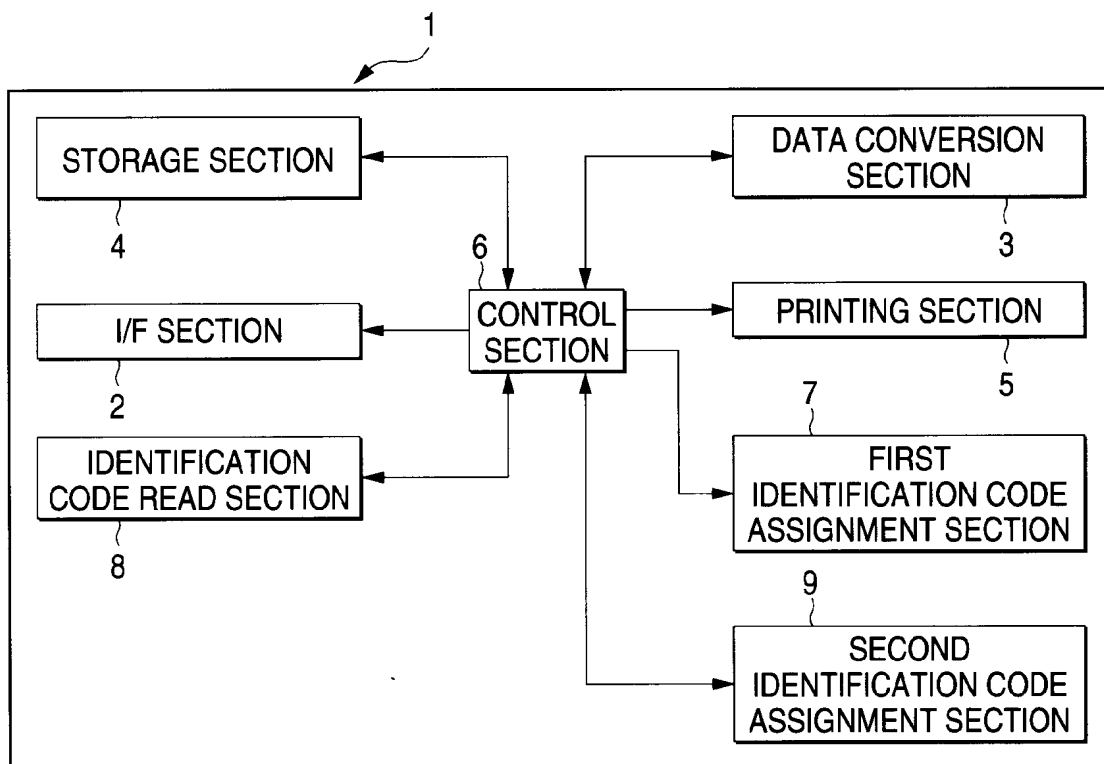 1
STORAGE SECTION
4
DATA CONVERSION
SECTION
3
6
CONTROL
SECTION
I/F SECTION
2
PRINTING SECTION
5
IDENTIFICATION
CODE READ SECTION
8
7
FIRST
IDENTIFICATION CODE
ASSIGNMENT SECTION
9
SECOND
IDENTIFICATION CODE
ASSIGNMENT SECTION